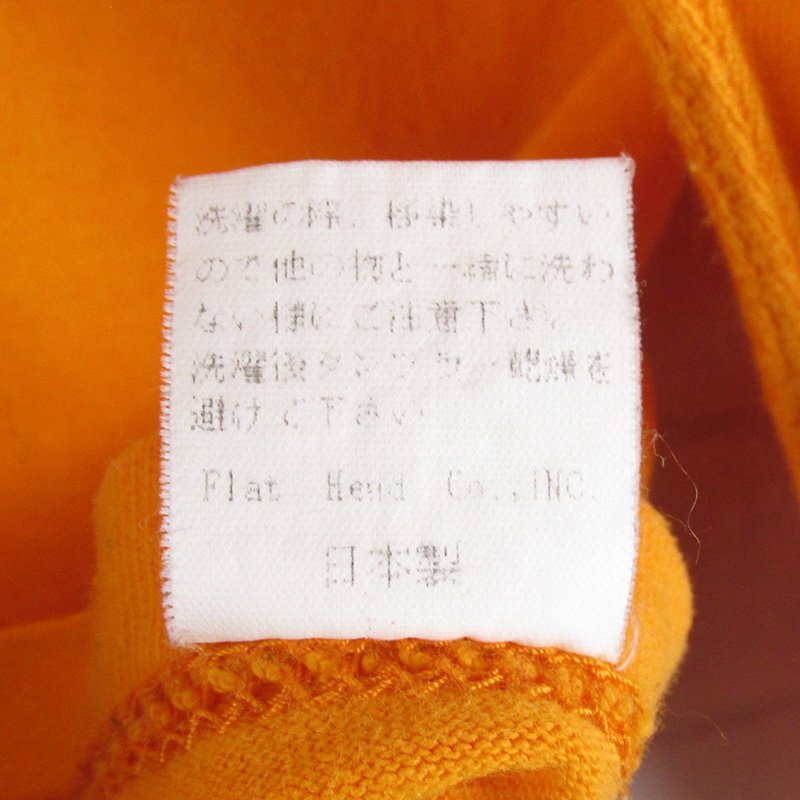 洗濯の際、移染しやすい
ので他の物と一緒に洗わ
ない様にご注意下さい
洗濯後タンブラー乾燥を
避けて下さい
Flat Head Co.,INC.
日本製